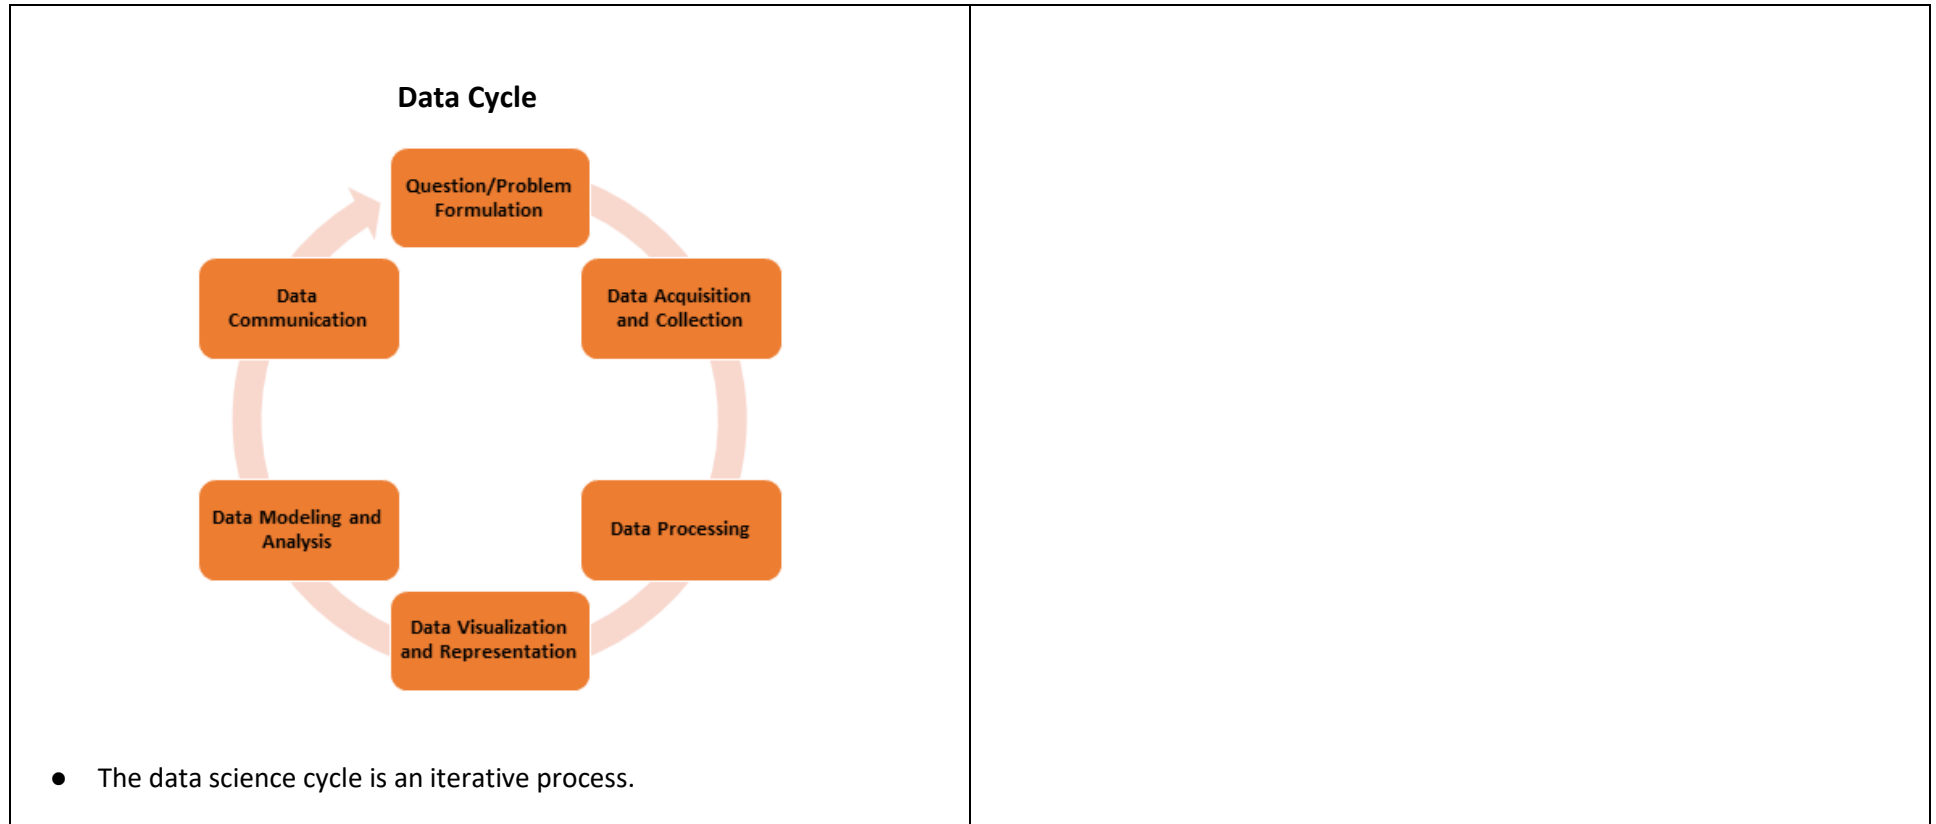 Data Cycle
Question/Problem
Formulation
Data Acquisition
and Collection
Data Processing
Data Visualization
and Representation
Data Modeling and
Analysis
Data
Communication
● The data science cycle is an iterative process.